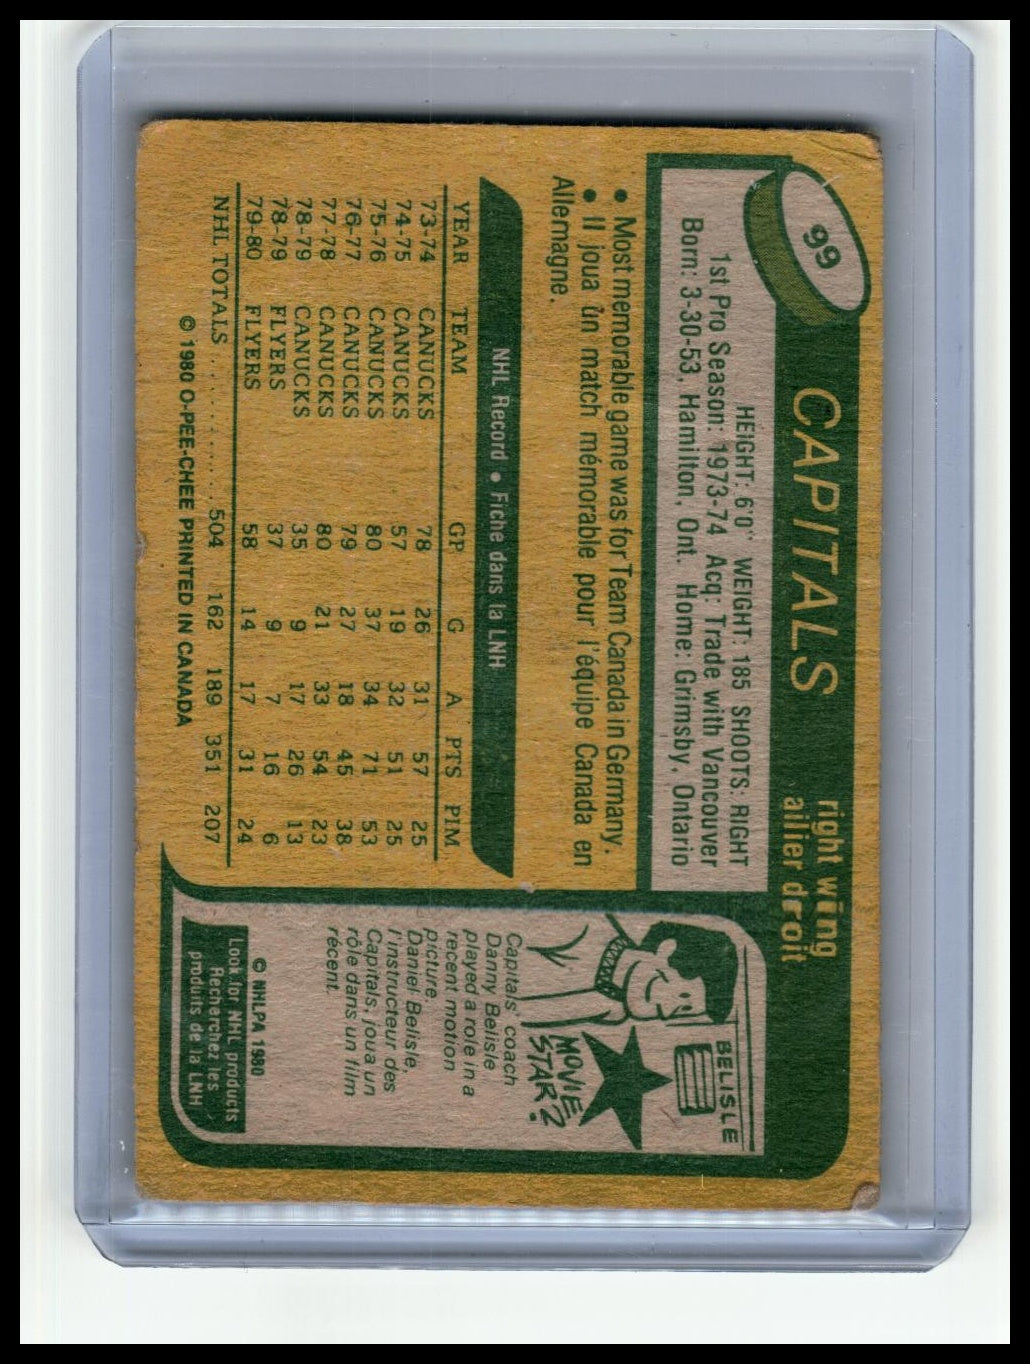 99
CAPITALS
right wing
ailier droit
HEIGHT: 6'0" WEIGHT: 185 SHOOTS: RIGHT
1st Pro Season: 1973-74 Acq: Trade with Vancouver
Born: 3-30-53, Hamilton, Ont. Home: Grimsby, Ontario
• Most memorable game was for Team Canada in Germany.
• Il joua un match mémorable pour l'équipe Canada en
Allemagne.
NHL Record • Fiche dans la LNH
YEAR TEAM GP G A PTS PIM
73-74 CANUCKS 78 26 31 57 25
74-75 CANUCKS 57 19 32 51 25
75-76 CANUCKS 80 37 34 71 53
76-77 CANUCKS 79 27 18 45 38
77-78 CANUCKS 80 21 33 54 23
78-79 CANUCKS 35 9 17 26 13
78-79 FLYERS 37 9 7 16 6
79-80 FLYERS 58 14 17 31 24
NHL TOTALS ............ 504 162 189 351 207
© 1980 O-PEE-CHEE PRINTED IN CANADA
BELISLE
MOVIE
STAR?
Capitals' coach
Danny Belisle
played a role in a
recent motion
picture.
Daniel Belisle,
l'instructeur des
Capitals, joua un
rôle dans un film
récent.
© NHLPA 1980
Look for NHL products
Recherchez les
produits de la LNH